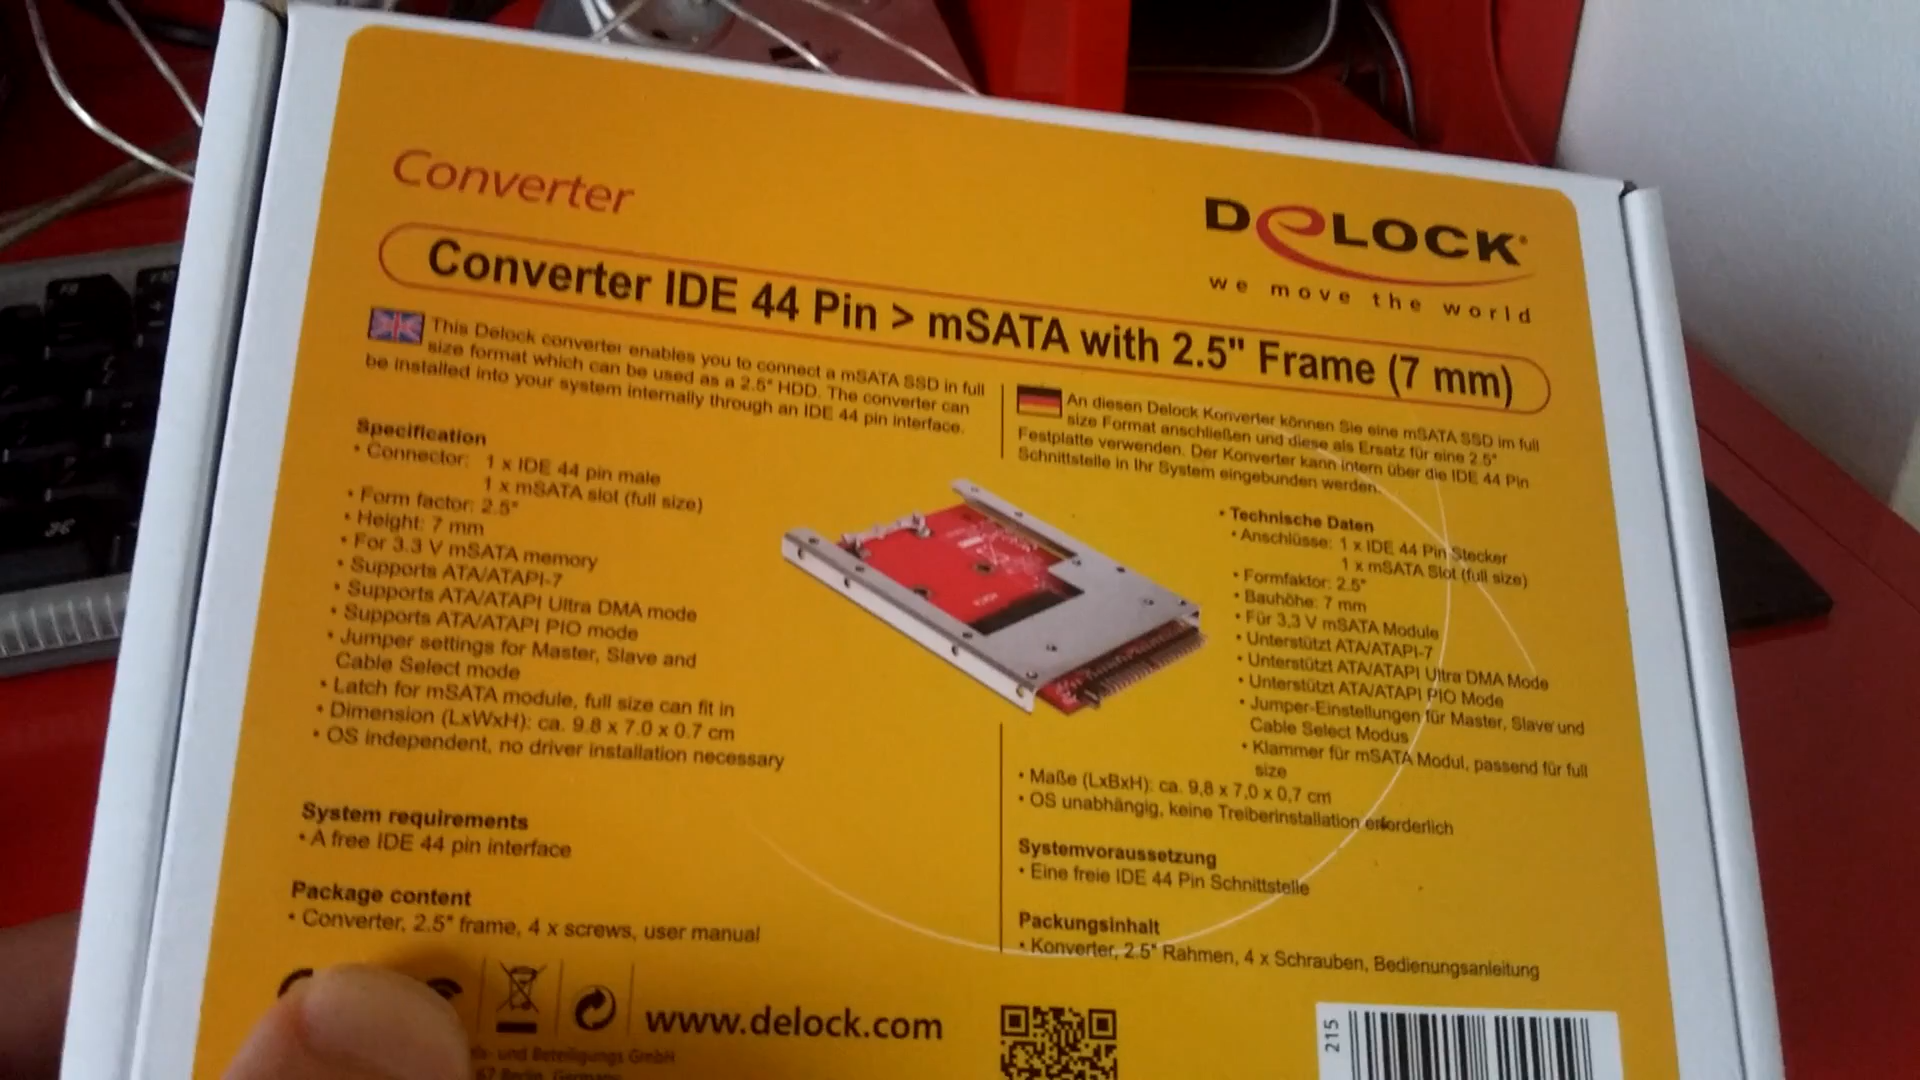 Converter
DELOCK
we move the world
Converter IDE 44 Pin > mSATA with 2.5" Frame (7 mm)
This Delock converter enables you to connect a mSATA SSD in full
size format which can be used as a 2.5" HDD. The converter can
be installed into your system internally through an IDE 44 pin interface.
Specification
• Connector: 1 x IDE 44 pin male
1 x mSATA slot (full size)
• Form factor: 2.5"
• Height: 7 mm
• For 3.3 V mSATA memory
• Supports ATA/ATAPI-7
• Supports ATA/ATAPI Ultra DMA mode
• Supports ATA/ATAPI PIO mode
• Jumper settings for Master, Slave and
Cable Select mode
• Latch for mSATA module, full size can fit in
• Dimension (LxWxH): ca. 9.8 x 7.0 x 0.7 cm
• OS independent, no driver installation necessary
System requirements
• A free IDE 44 pin interface
Package content
• Converter, 2.5" frame, 4 x screws, user manual
An diesen Delock Konverter können Sie eine mSATA SSD im full
size Format anschließen und diese als Ersatz für eine 2.5"
Festplatte verwenden. Der Konverter kann intern über die IDE 44 Pin
Schnittstelle in Ihr System eingebunden werden.
• Technische Daten
• Anschlüsse: 1 x IDE 44 Pin Stecker
1 x mSATA Slot (full size)
• Formfaktor: 2.5"
• Bauhöhe: 7 mm
• Für 3,3 V mSATA Module
• Unterstützt ATA/ATAPI-7
• Unterstützt ATA/ATAPI Ultra DMA Mode
• Unterstützt ATA/ATAPI PIO Mode
• Jumper-Einstellungen für Master, Slave und
Cable Select Modus
• Klammer für mSATA Modul, passend für full
size
• Maße (LxBxH): ca. 9,8 x 7,0 x 0,7 cm
• OS unabhängig, keine Treiberinstallation erforderlich
Systemvoraussetzung
• Eine freie IDE 44 Pin Schnittstelle
Packungsinhalt
• Konverter, 2.5" Rahmen, 4 x Schrauben, Bedienungsanleitung
www.delock.com
und Beteiligungs GmbH
Berlin, Germany
215
F8